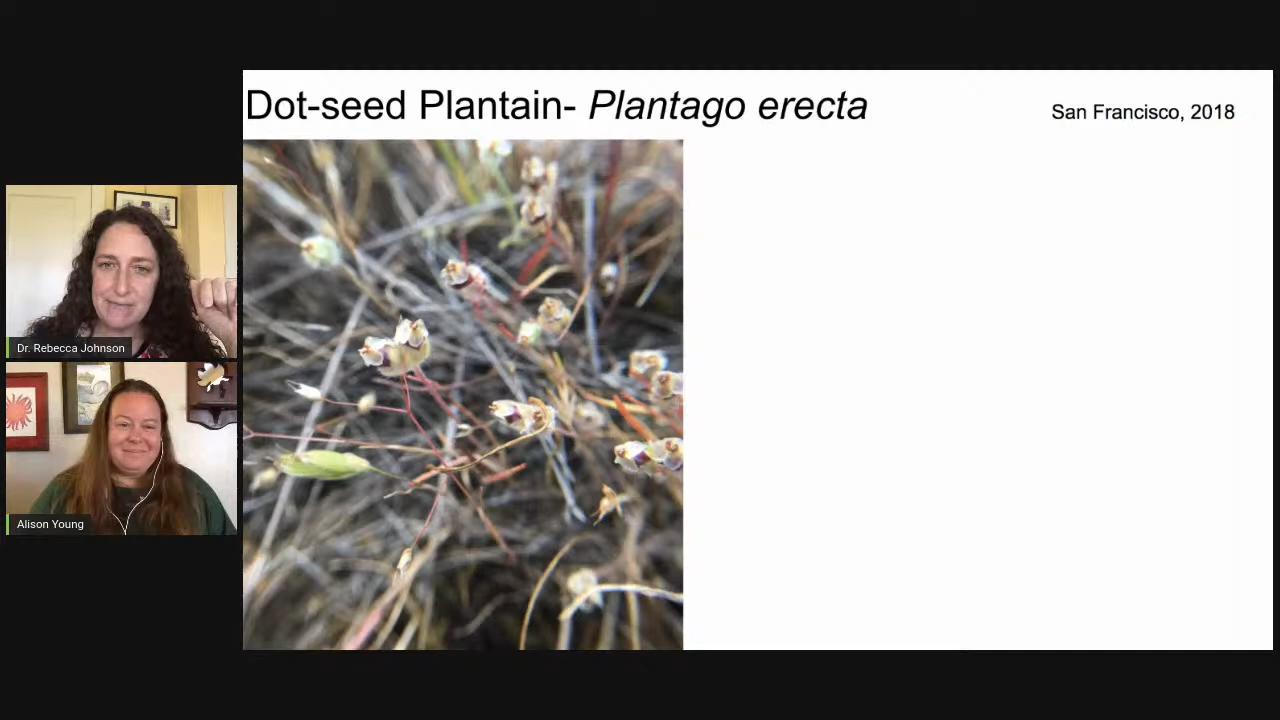 Dot-seed Plantain- Plantago erecta
San Francisco, 2018
Dr. Rebecca Johnson
Alison Young